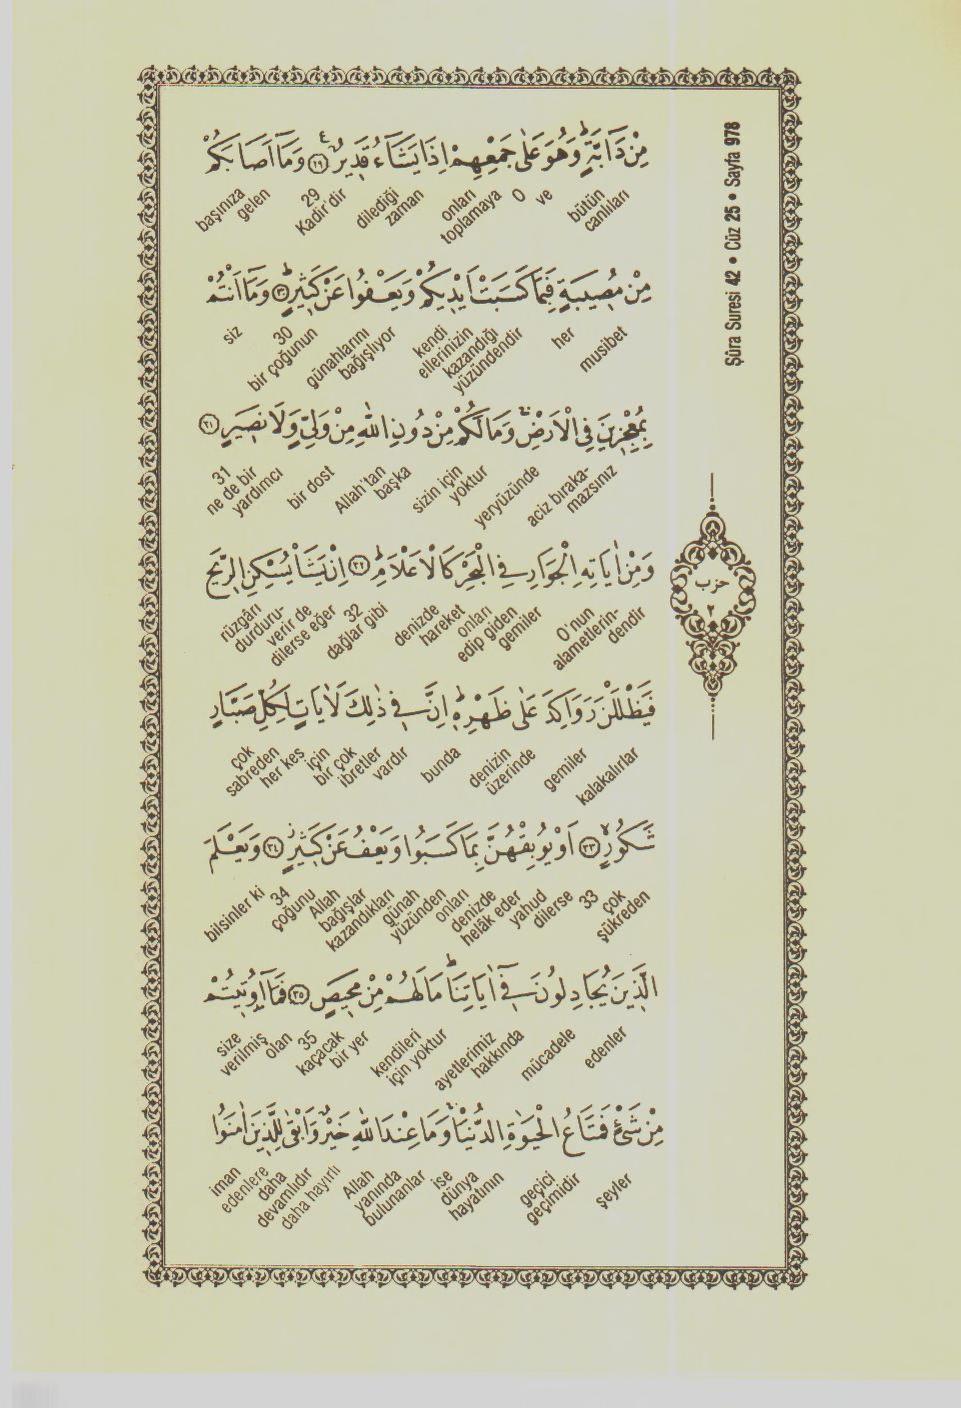 Şûra Suresi 42 • Cüz 25 • Sayfa 978
مِنْ دَٓابَّةٍۜ وَهُوَ عَلٰى جَمْعِهِمْ اِذَا يَشَٓاءُ قَد۪يرٌ۟ ﴿٢٩﴾ وَمَٓا اَصَابَكُمْ
bütün canlıları ve O onları toplamaya dilediği zaman Kadir'dir 29 başınıza gelen
مِنْ مُص۪يبَةٍ فَبِمَا كَسَبَتْ اَيْد۪يكُمْ وَيَعْفُوا عَنْ كَث۪يرٍۜ ﴿٣٠﴾ وَمَٓا اَنْتُمْ
musibet her kendi ellerinizin kazandığı yüzündendir günahlarını bağışlıyor bir çoğunun 30 siz
بِمُعْجِز۪ينَ فِي الْاَرْضِۚ وَمَا لَكُمْ مِنْ دُونِ اللّٰهِ مِنْ وَلِيٍّ وَلَا نَص۪يرٍ ﴿٣١﴾
aciz bıraka-mazsınız yeryüzünde sizin için yoktur Allah'tan başka bir dost ne de bir yardımcı 31
وَمِنْ اٰيَاتِهِ الْجَوَارِ فِي الْبَحْرِ كَالْاَعْلَامِۜ ﴿٣٢﴾ اِنْ يَشَأْ يُسْكِنِ الرّ۪يحَ
O'nun alametlerin-dendir gemiler onları edip giden hareket denizde dağlar gibi 32 dilerse eğer verir de durduru- rüzgârı
حزب ٢
فَيَظْلَلْنَ رَوَاكِدَ عَلٰى ظَهْرِه۪ۜ اِنَّ ف۪ي ذٰلِكَ لَاٰيَاتٍ لِكُلِّ صَبَّارٍ
kalakalırlar gemiler denizin üzerinde bunda vardır bir çok ibretler için her kes çok sabreden
شَكُورٍۙ ﴿٣٣﴾ اَوْ يُوبِقْهُنَّ بِمَا كَسَبُوا وَيَعْفُ عَنْ كَث۪يرٍۘ ﴿٣٤﴾ وَيَعْلَمَ
çok şükreden 33 dilerse yahud helâk eder denizde onları yüzünden günah kazandıkları bağışlar Allah çoğunu 34 bilsinler ki
الَّذ۪ينَ يُجَادِلُونَ ف۪ٓي اٰيَاتِنَاۜ مَا لَهُمْ مِنْ مَح۪يصٍ ﴿٣٥﴾ فَمَٓا اُو۫ت۪يتُمْ
edenler mücadele ayetlerimiz hakkında kendileri için yoktur kaçacak bir yer 35 olan size verilmiş
مِنْ شَيْءٍ فَمَتَاعُ الْحَيٰوةِ الدُّنْيَاۚ وَمَا عِنْدَ اللّٰهِ خَيْرٌ وَاَبْقٰى لِلَّذ۪ينَ اٰمَنُوا
şeyler geçici geçimidir dünya hayatının ise Allah yanında bulunanlar daha hayırlı daha devamlıdır iman edenlere